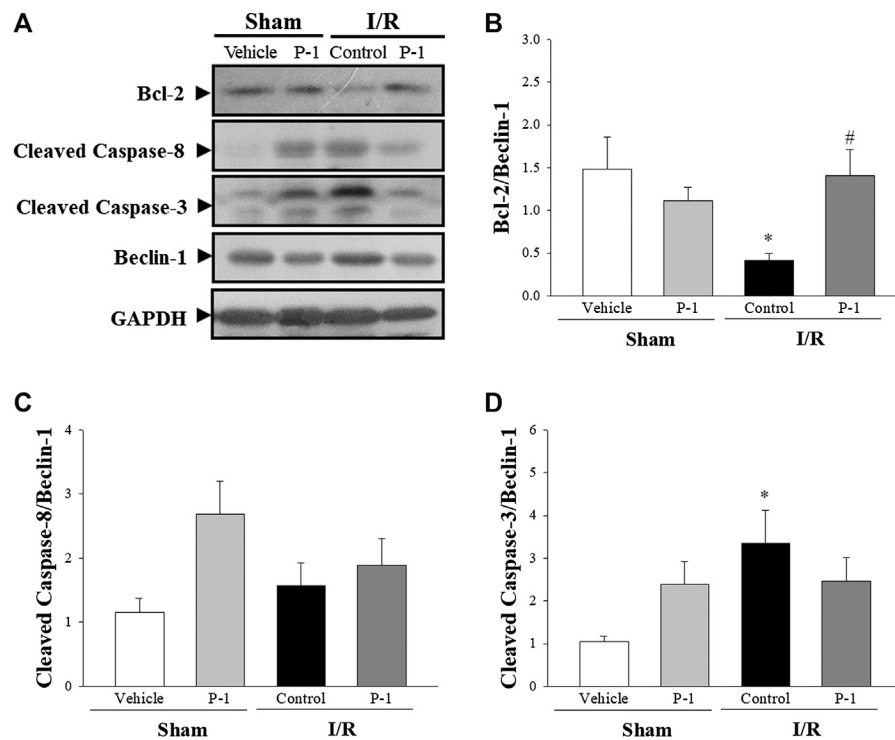 A
Sham
I/R
Vehicle
P-1
Control
P-1
Bcl-2
Cleaved Caspase-8
Cleaved Caspase-3
Beclin-1
GAPDH
B
Bcl-2/Beclin-1
3.0
2.5
2.0
1.5
1.0
0.5
0.0
*
#
Vehicle
P-1
Control
P-1
Sham
I/R
C
Cleaved Caspase-8/Beclin-1
4
3
2
1
0
Vehicle
P-1
Control
P-1
Sham
I/R
D
Cleaved Caspase-3/Beclin-1
6
5
4
3
2
1
0
*
Vehicle
P-1
Control
P-1
Sham
I/R